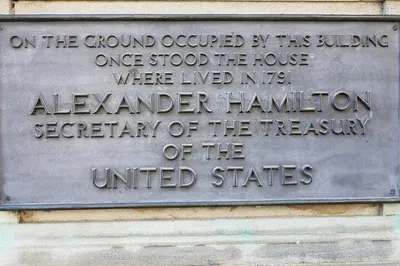 ON THE GROUND OCCUPIED BY THIS BUILDING
ONCE STOOD THE HOUSE
WHERE LIVED IN 1791
ALEXANDER HAMILTON
SECRETARY OF THE TREASURY
OF THE
UNITED STATES